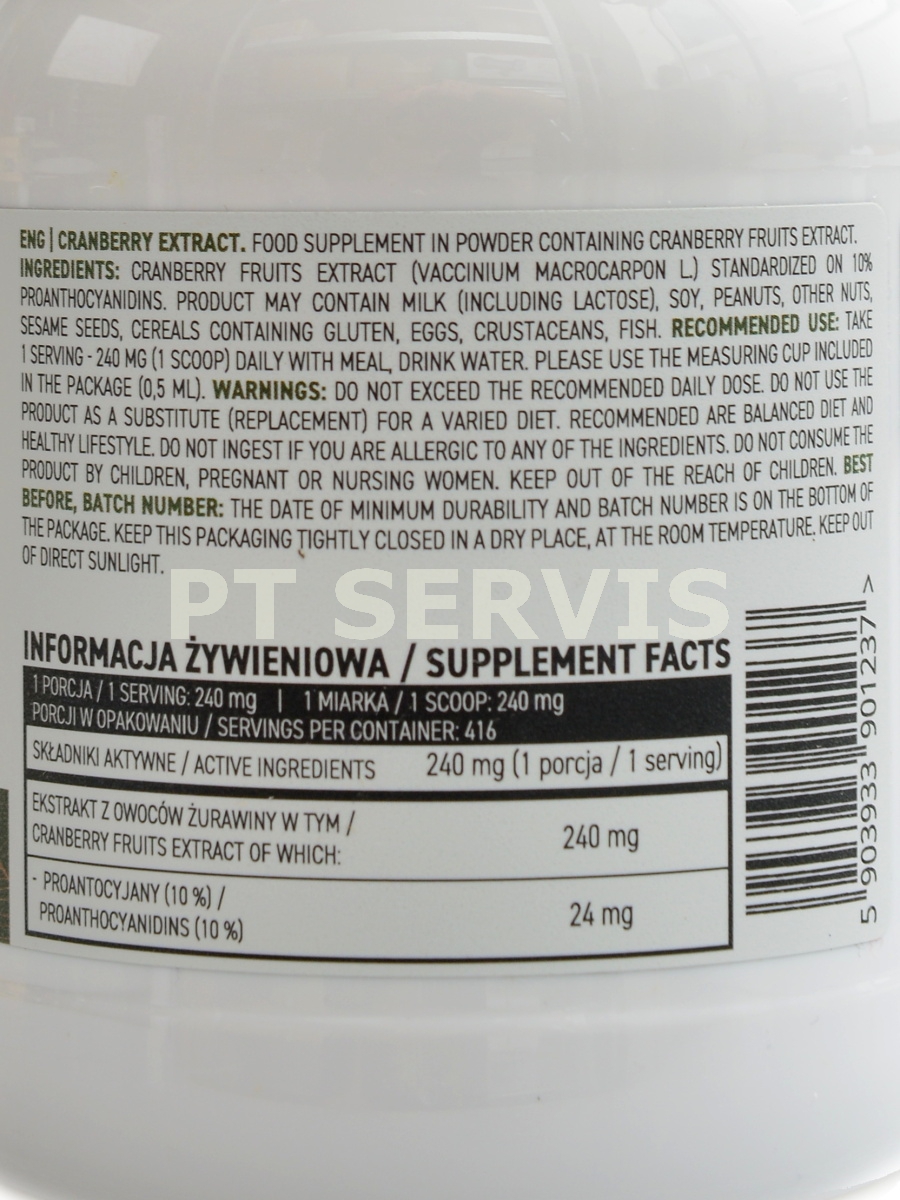 ENG | CRANBERRY EXTRACT. FOOD SUPPLEMENT IN POWDER CONTAINING CRANBERRY FRUITS EXTRACT.
INGREDIENTS: CRANBERRY FRUITS EXTRACT (VACCINIUM MACROCARPON L.) STANDARDIZED ON 10%
PROANTHOCYANIDINS. PRODUCT MAY CONTAIN MILK (INCLUDING LACTOSE), SOY, PEANUTS, OTHER NUTS,
SESAME SEEDS, CEREALS CONTAINING GLUTEN, EGGS, CRUSTACEANS, FISH. RECOMMENDED USE: TAKE
1 SERVING - 240 MG (1 SCOOP) DAILY WITH MEAL, DRINK WATER. PLEASE USE THE MEASURING CUP INCLUDED
IN THE PACKAGE (0,5 ML). WARNINGS: DO NOT EXCEED THE RECOMMENDED DAILY DOSE. DO NOT USE THE
PRODUCT AS A SUBSTITUTE (REPLACEMENT) FOR A VARIED DIET. RECOMMENDED ARE BALANCED DIET AND
HEALTHY LIFESTYLE. DO NOT INGEST IF YOU ARE ALLERGIC TO ANY OF THE INGREDIENTS. DO NOT CONSUME THE
PRODUCT BY CHILDREN, PREGNANT OR NURSING WOMEN. KEEP OUT OF THE REACH OF CHILDREN. BEST
BEFORE, BATCH NUMBER: THE DATE OF MINIMUM DURABILITY AND BATCH NUMBER IS ON THE BOTTOM OF
THE PACKAGE. KEEP THIS PACKAGING TIGHTLY CLOSED IN A DRY PLACE, AT THE ROOM TEMPERATURE, KEEP OUT
OF DIRECT SUNLIGHT.
PT SERVIS
INFORMACJA ŻYWIENIOWA / SUPPLEMENT FACTS
1 PORCJA / 1 SERVING: 240 mg | 1 MIARKA / 1 SCOOP: 240 mg
PORCJI W OPAKOWANIU / SERVINGS PER CONTAINER: 416
SKŁADNIKI AKTYWNE / ACTIVE INGREDIENTS 240 mg (1 porcja / 1 serving)
EKSTRAKT Z OWOCÓW ŻURAWINY W TYM /
CRANBERRY FRUITS EXTRACT OF WHICH: 240 mg
- PROANTOCYJANY (10 %) /
PROANTHOCYANIDINS (10 %) 24 mg
5 903933 901237 >